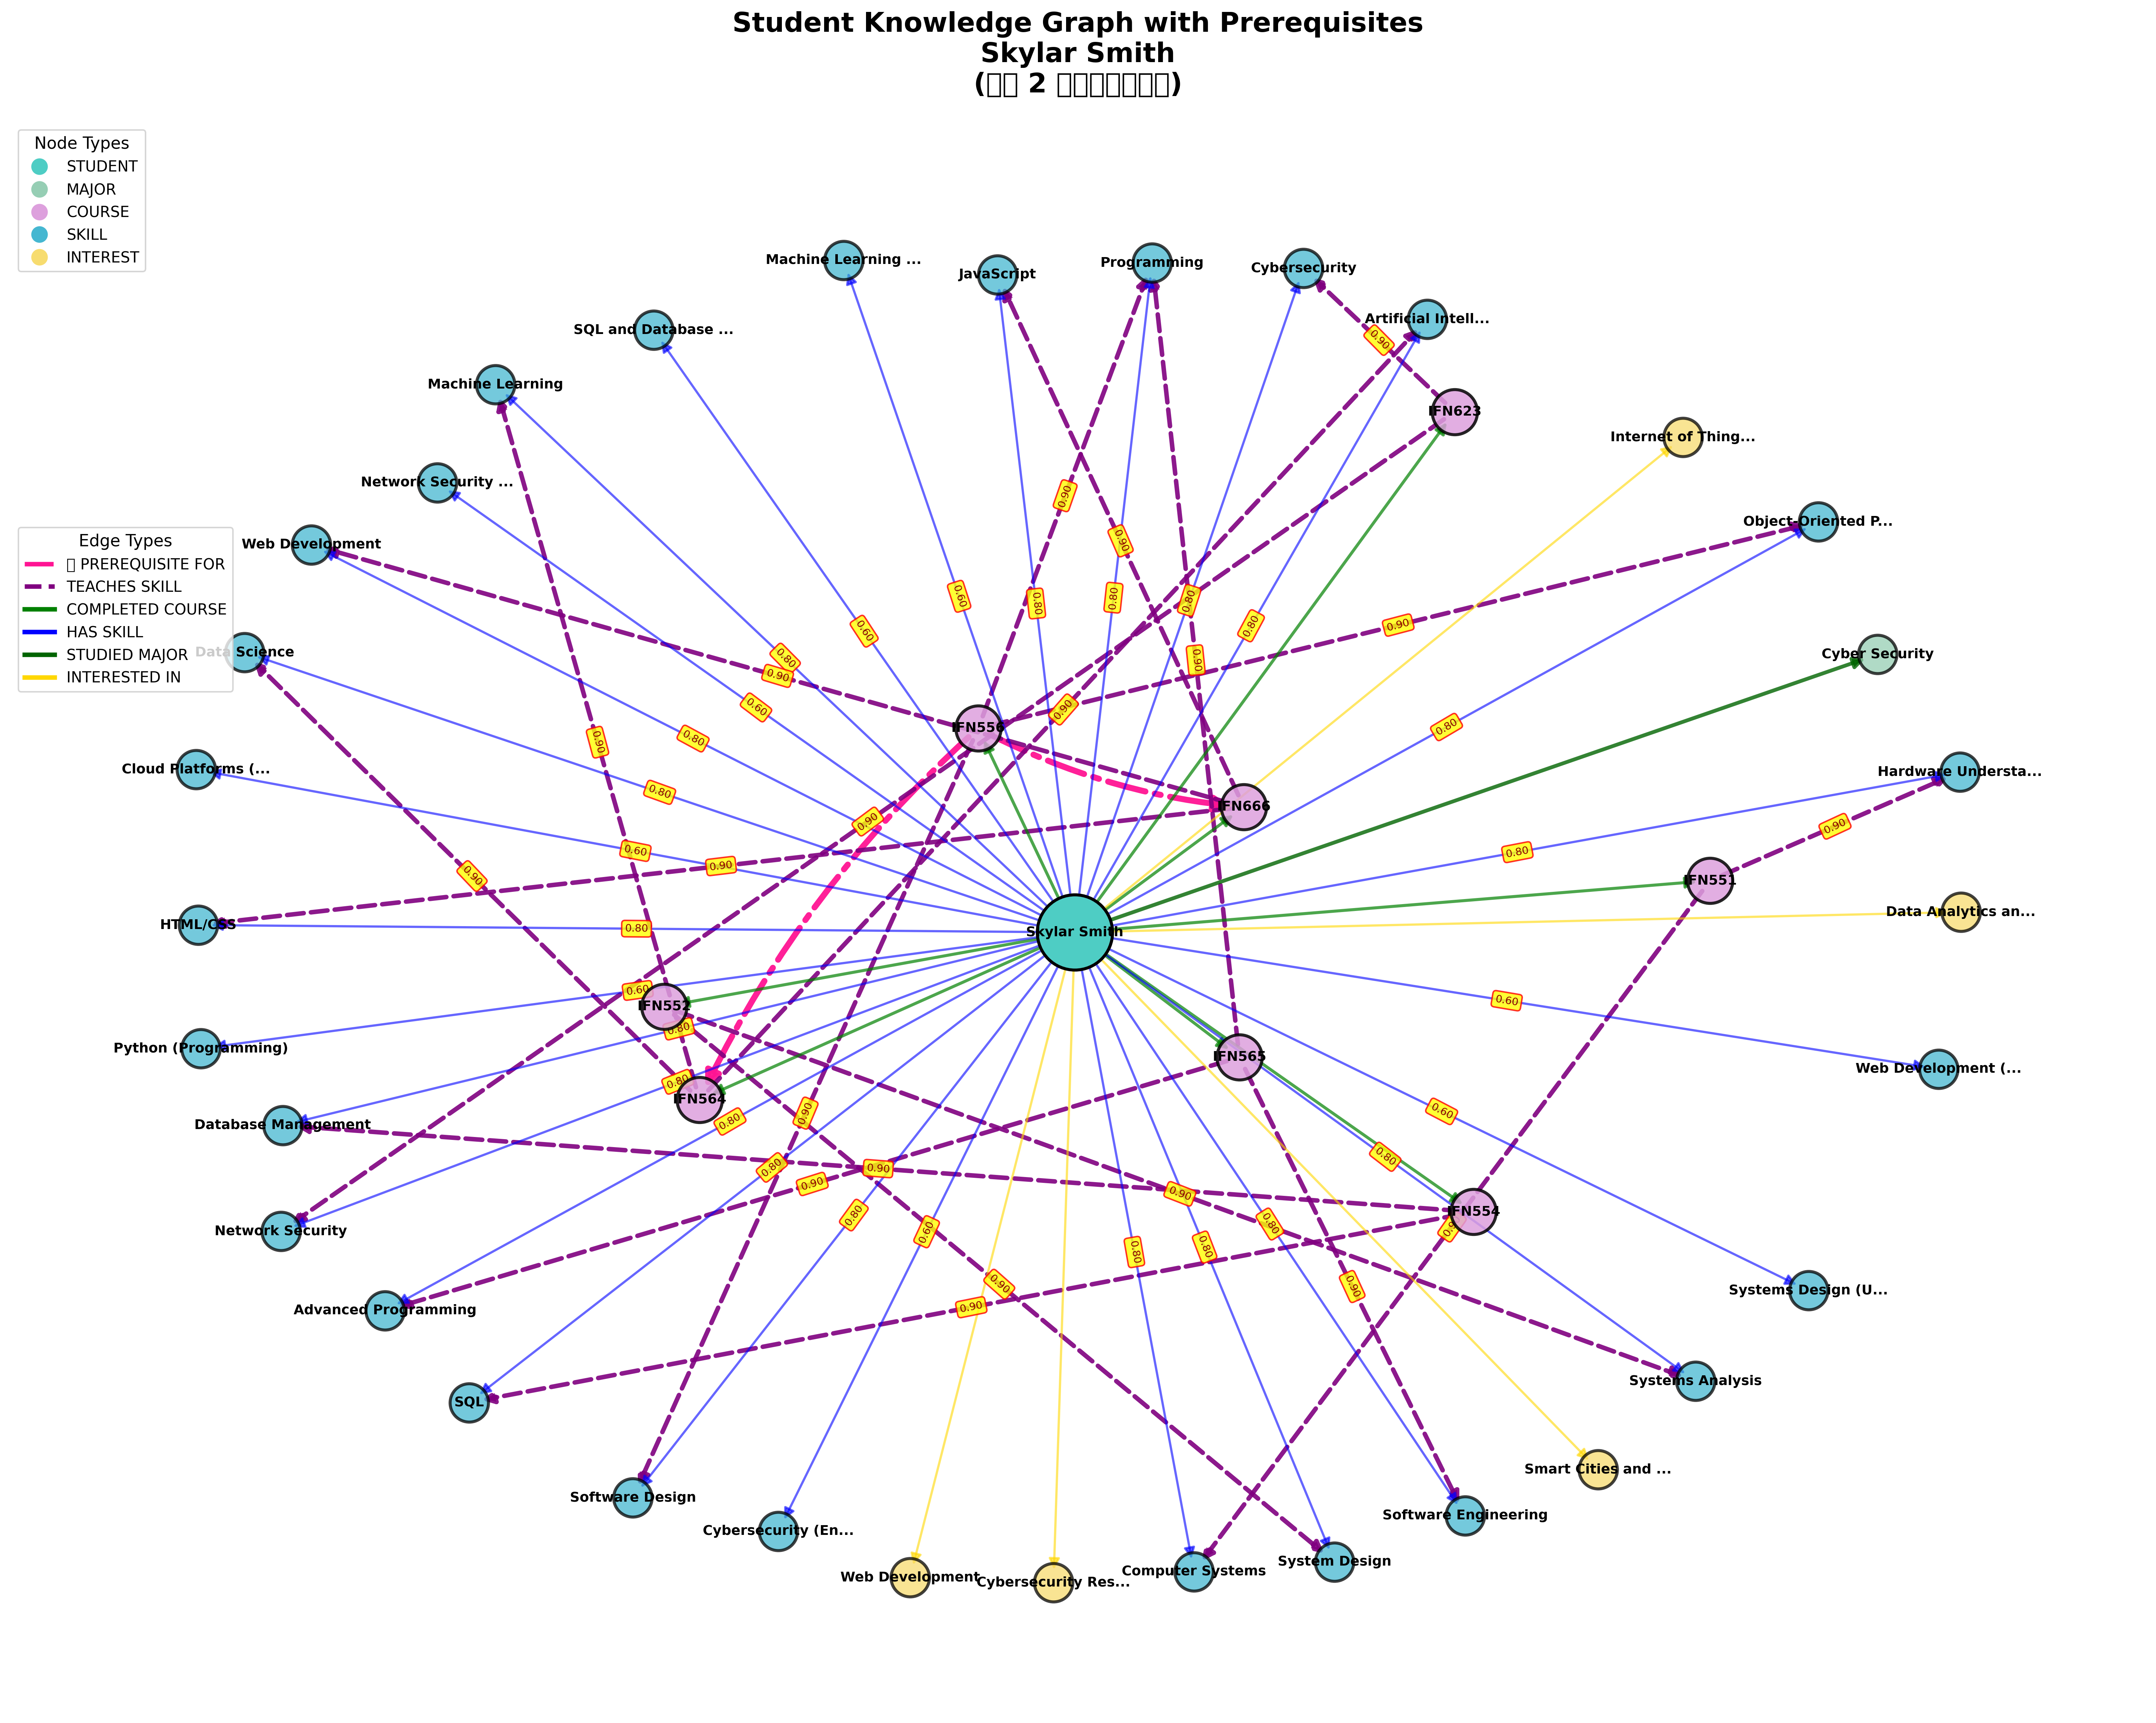 Student Knowledge Graph with Prerequisites
Skylar Smith
(▯▯ 2 ▯▯▯▯▯▯▯)
Node Types
STUDENT
MAJOR
COURSE
SKILL
INTEREST
Machine Learning ...
JavaScript
Programming
Cybersecurity
Artificial Intell...
SQL and Database ...
0.90
Machine Learning
IFN623
Internet of Thing...
Network Security ...
0.90
Object-Oriented P...
Web Development
0.90
Edge Types
▯ PREREQUISITE FOR
TEACHES SKILL
COMPLETED COURSE
HAS SKILL
STUDIED MAJOR
INTERESTED IN
0.60
0.80
0.80
0.80
0.80
0.60
0.90
Data Science
0.80
0.90
Cyber Security
0.90
0.60
0.90
IFN556
0.80
0.80
0.90
Cloud Platforms (...
Hardware Understa...
0.80
IFN666
0.90
0.90
0.60
0.80
0.90
0.90
IFN551
Data Analytics an...
HTML/CSS
0.80
Skylar Smith
0.60
0.60
IFN552
0.80
Python (Programming)
IFN565
Web Development (...
0.80
IFN564
0.90
0.60
Database Management
0.80
0.80
0.80
0.90
0.90
0.90
IFN554
Network Security
0.80
0.60
0.80
0.80
0.80
0.90
0.90
Systems Design (U...
Advanced Programming
0.90
Systems Analysis
SQL
Smart Cities and ...
Software Design
Software Engineering
Cybersecurity (En...
System Design
Computer Systems
Web Development
Cybersecurity Res...